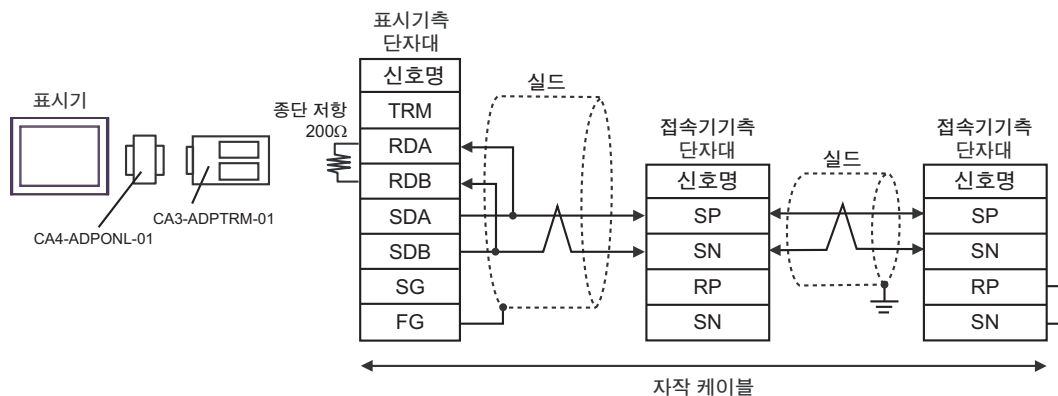 표시기
CA4-ADPONL-01
CA3-ADPTRM-01
종단 저항
200Ω
표시기측
단자대
신호명
TRM
RDA
RDB
SDA
SDB
SG
FG
실드
접속기기측
단자대
신호명
SP
SN
RP
SN
실드
접속기기측
단자대
신호명
SP
SN
RP
SN
자작 케이블